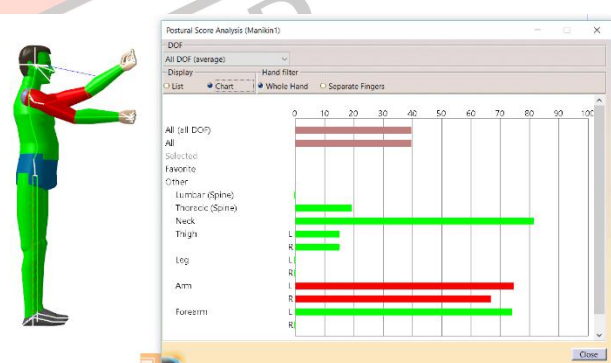 Postural Score Analysis (Manikin1)
DOF
All DOF (average)
Display
Hand filter
List Chart Whole Hand Separate Fingers
0 10 20 30 40 50 60 70 80 90 100
All (all DOF)
All
Selected
Favorite
Other
Lumbar (Spine)
Thoracic (Spine)
Neck
Thigh L
R
Leg L
R
Arm L
R
Forearm L
R
Close